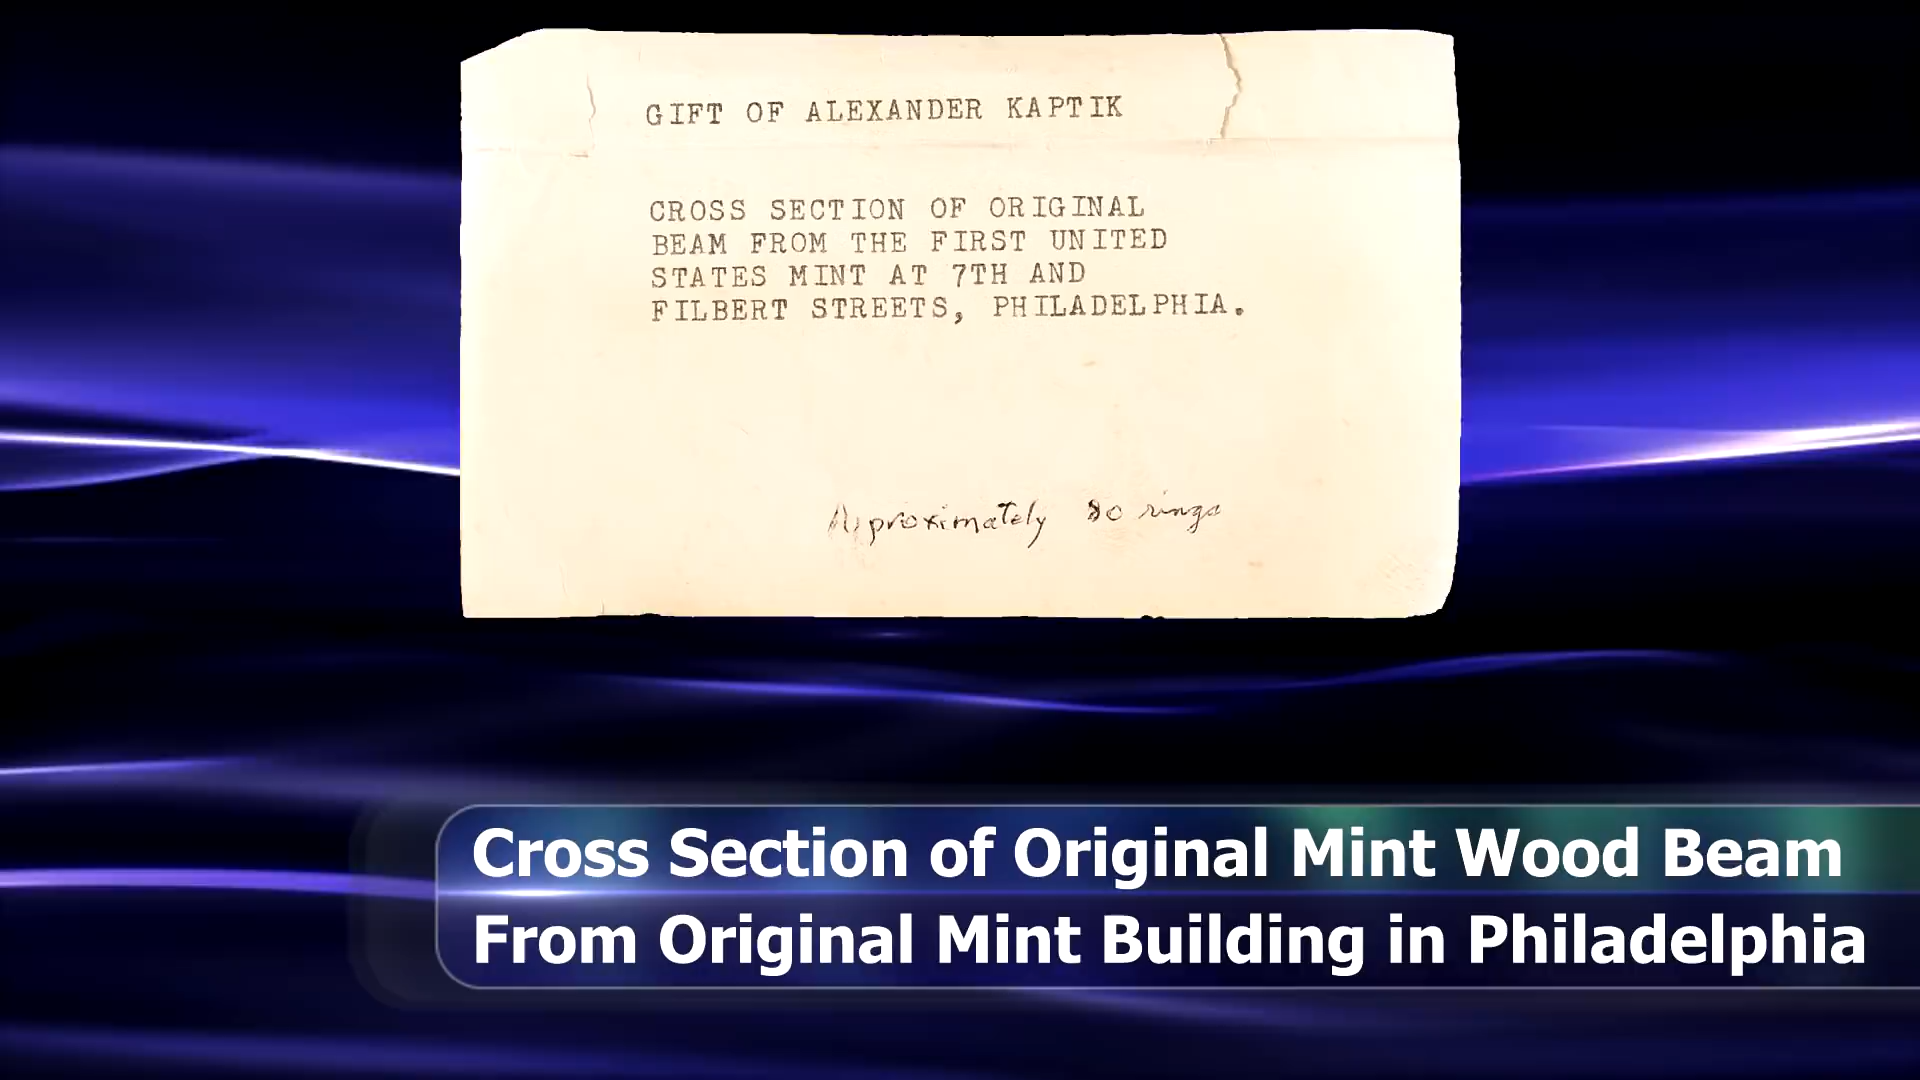 GIFT OF ALEXANDER KAPTIK
CROSS SECTION OF ORIGINAL
BEAM FROM THE FIRST UNITED
STATES MINT AT 7TH AND
FILBERT STREETS, PHILADELPHIA.
Approximately 80 rings
Cross Section of Original Mint Wood Beam
From Original Mint Building in Philadelphia